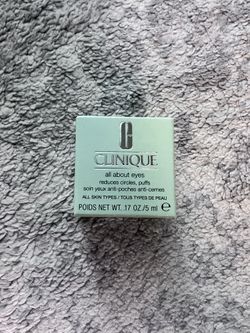 CLINIQUE
all about eyes
reduces circles, puffs
soin yeux anti-poches anti-cernes
ALL SKIN TYPES / TOUS TYPES DE PEAU
POIDS NET WT. .17 OZ./5 ml e